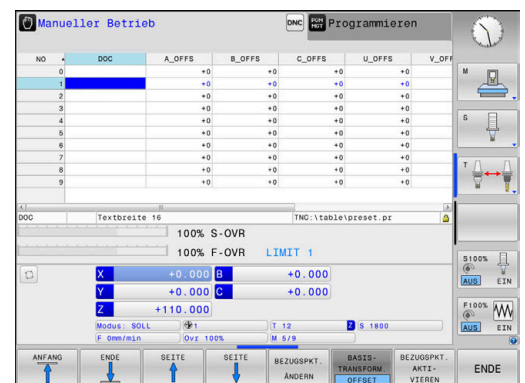 Manueller Betrieb DNC PGM MGT Programmieren
NO DOC A_OFFS B_OFFS C_OFFS U_OFFS V_OFF
0 +0 +0 +0 +0
1 +0 +0 +0 +0
2 +0 +0 +0 +0
3 +0 +0 +0 +0
4 +0 +0 +0 +0
5 +0 +0 +0 +0
6 +0 +0 +0 +0
7 +0 +0 +0 +0
8 +0 +0 +0 +0
9 +0 +0 +0 +0
DOC Textbreite 16 TNC:\table\preset.pr
100% S-OVR
100% F-OVR LIMIT 1
X +0.000 B +0.000
Y +0.000 C +0.000
Z +110.000
Modus: SOLL 1 T 12 Z S 1800
F 0mm/min Ovr 100% M 5/9
M
S
T
S100%
AUS EIN
F100%
AUS EIN
ANFANG
ENDE
SEITE
SEITE
BEZUGSPKT.
ÄNDERN
BASIS-
TRANSFORM.
OFFSET
BEZUGSPKT.
AKTI-
VIEREN
ENDE